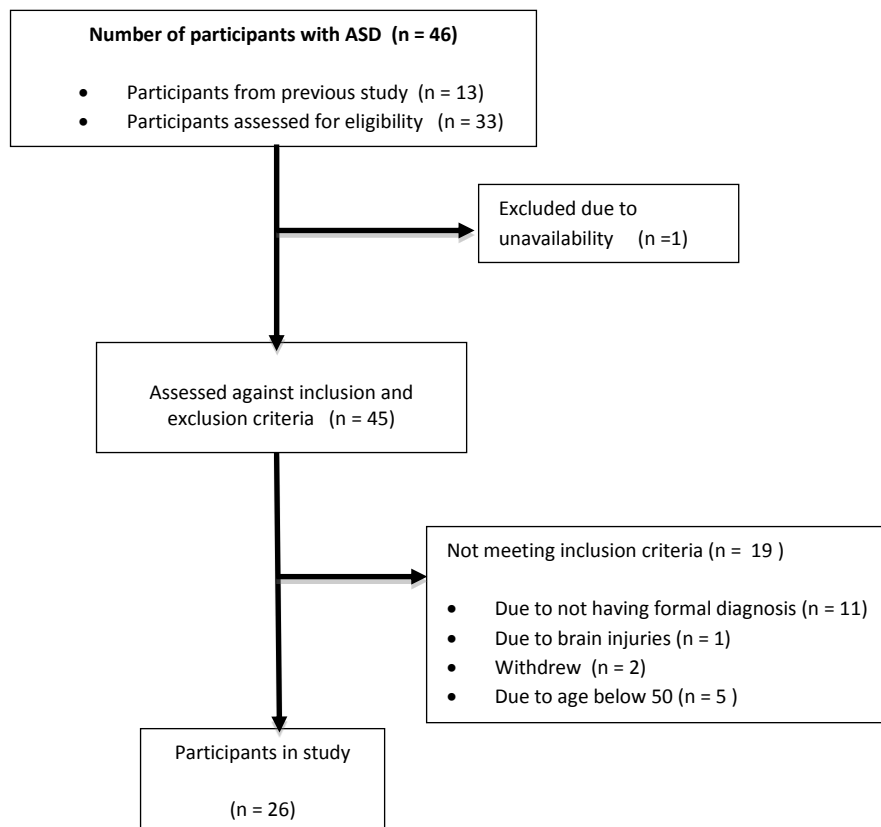 Number of participants with ASD (n = 46)
• Participants from previous study (n = 13)
• Participants assessed for eligibility (n = 33)
Excluded due to
unavailability (n =1)
Assessed against inclusion and
exclusion criteria (n = 45)
Not meeting inclusion criteria (n = 19 )
• Due to not having formal diagnosis (n = 11)
• Due to brain injuries (n = 1)
• Withdrew (n = 2)
• Due to age below 50 (n = 5 )
Participants in study
(n = 26)